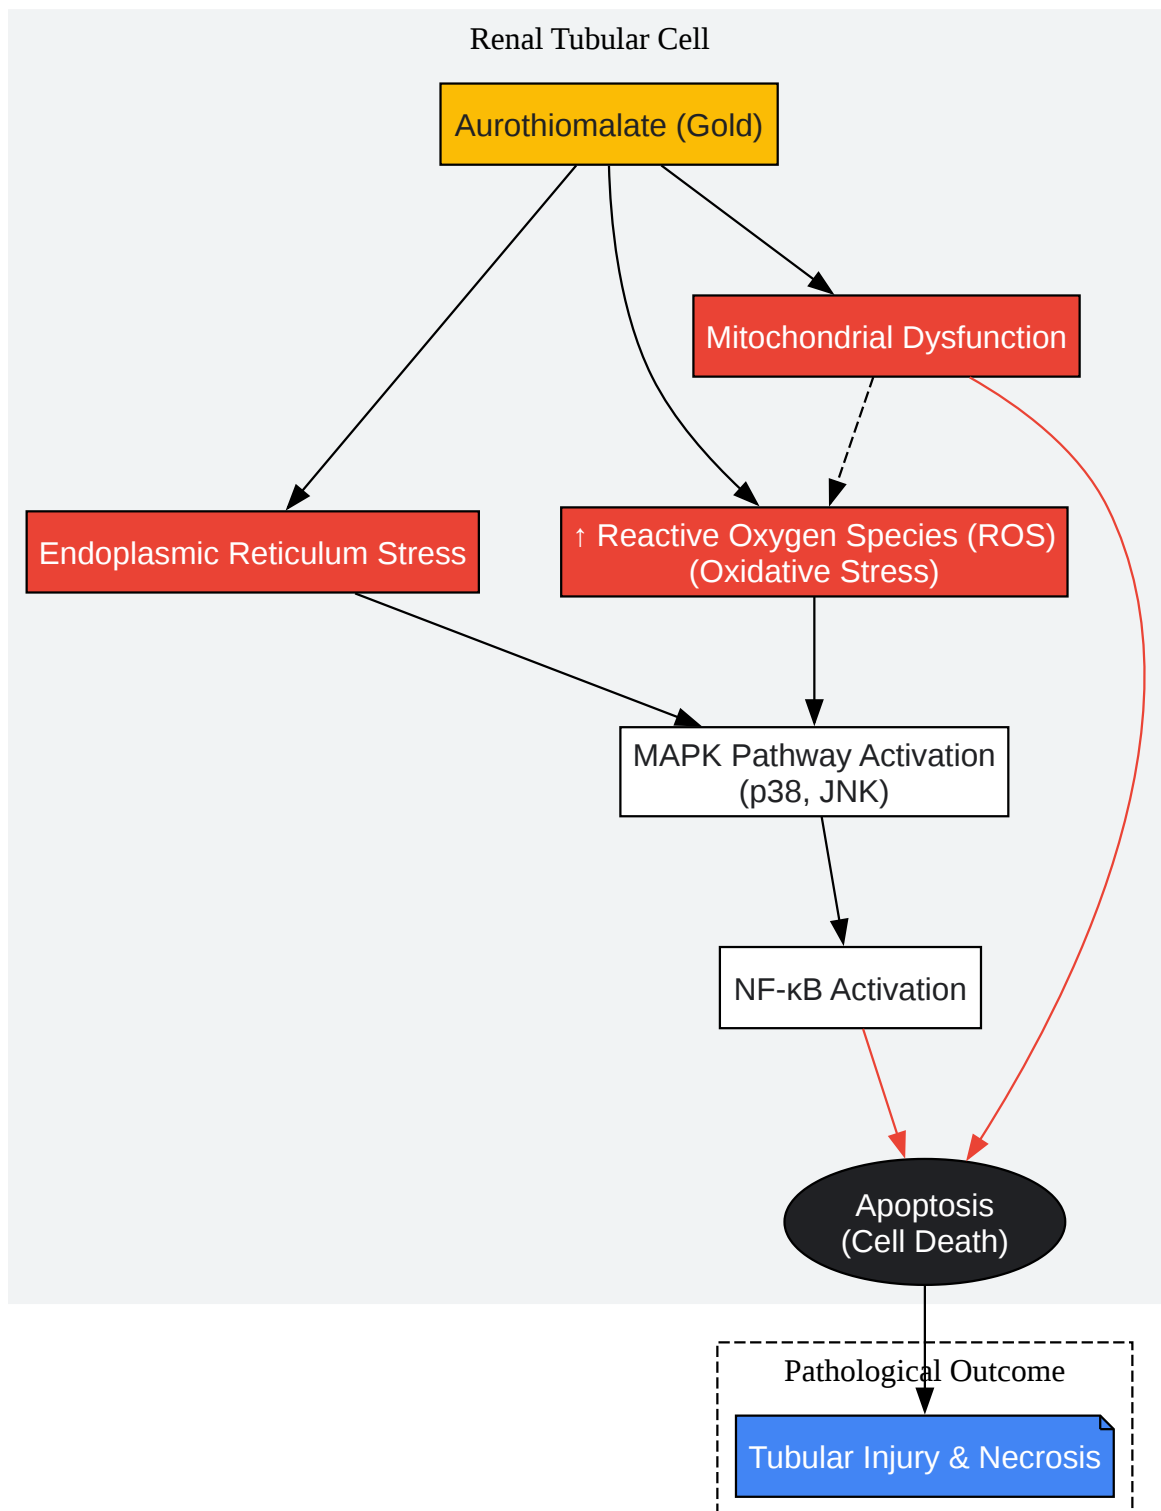 Renal Tubular Cell
Aurothiomalate (Gold)
Mitochondrial Dysfunction
Endoplasmic Reticulum Stress
↑ Reactive Oxygen Species (ROS)
(Oxidative Stress)
MAPK Pathway Activation
(p38, JNK)
NF-κB Activation
Apoptosis
(Cell Death)
Pathological Outcome
Tubular Injury & Necrosis